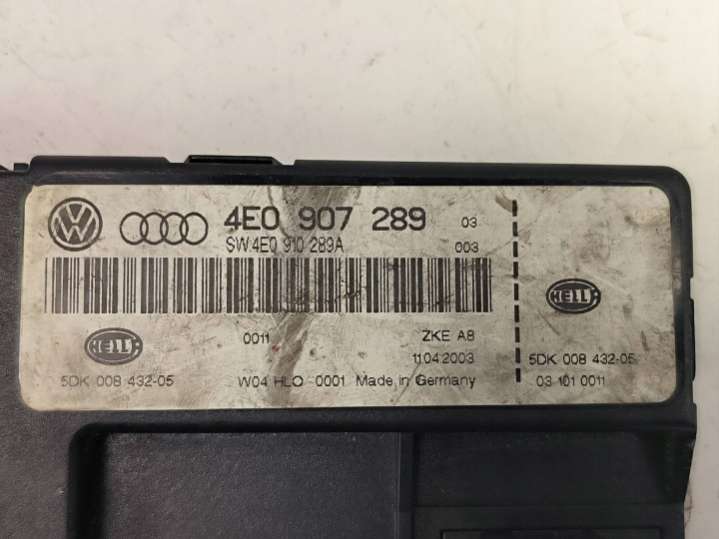 4E0 907 289 03
SW 4E0 910 289A 003
HELLA
0011 ZKE A8
11.04.2003
5DK 008 432-05 W04 HLO 0001 Made in Germany
HELLA
5DK 008 432-05
03 101 0011